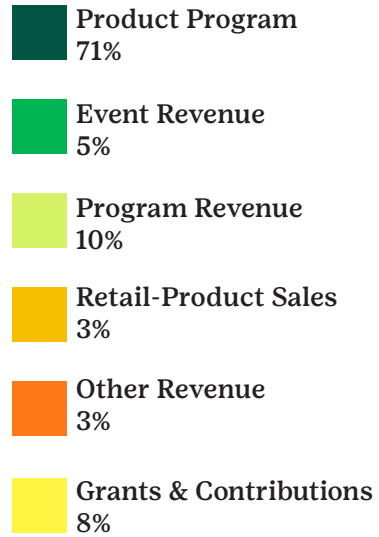 Product Program
71%
Event Revenue
5%
Program Revenue
10%
Retail-Product Sales
3%
Other Revenue
3%
Grants & Contributions
8%